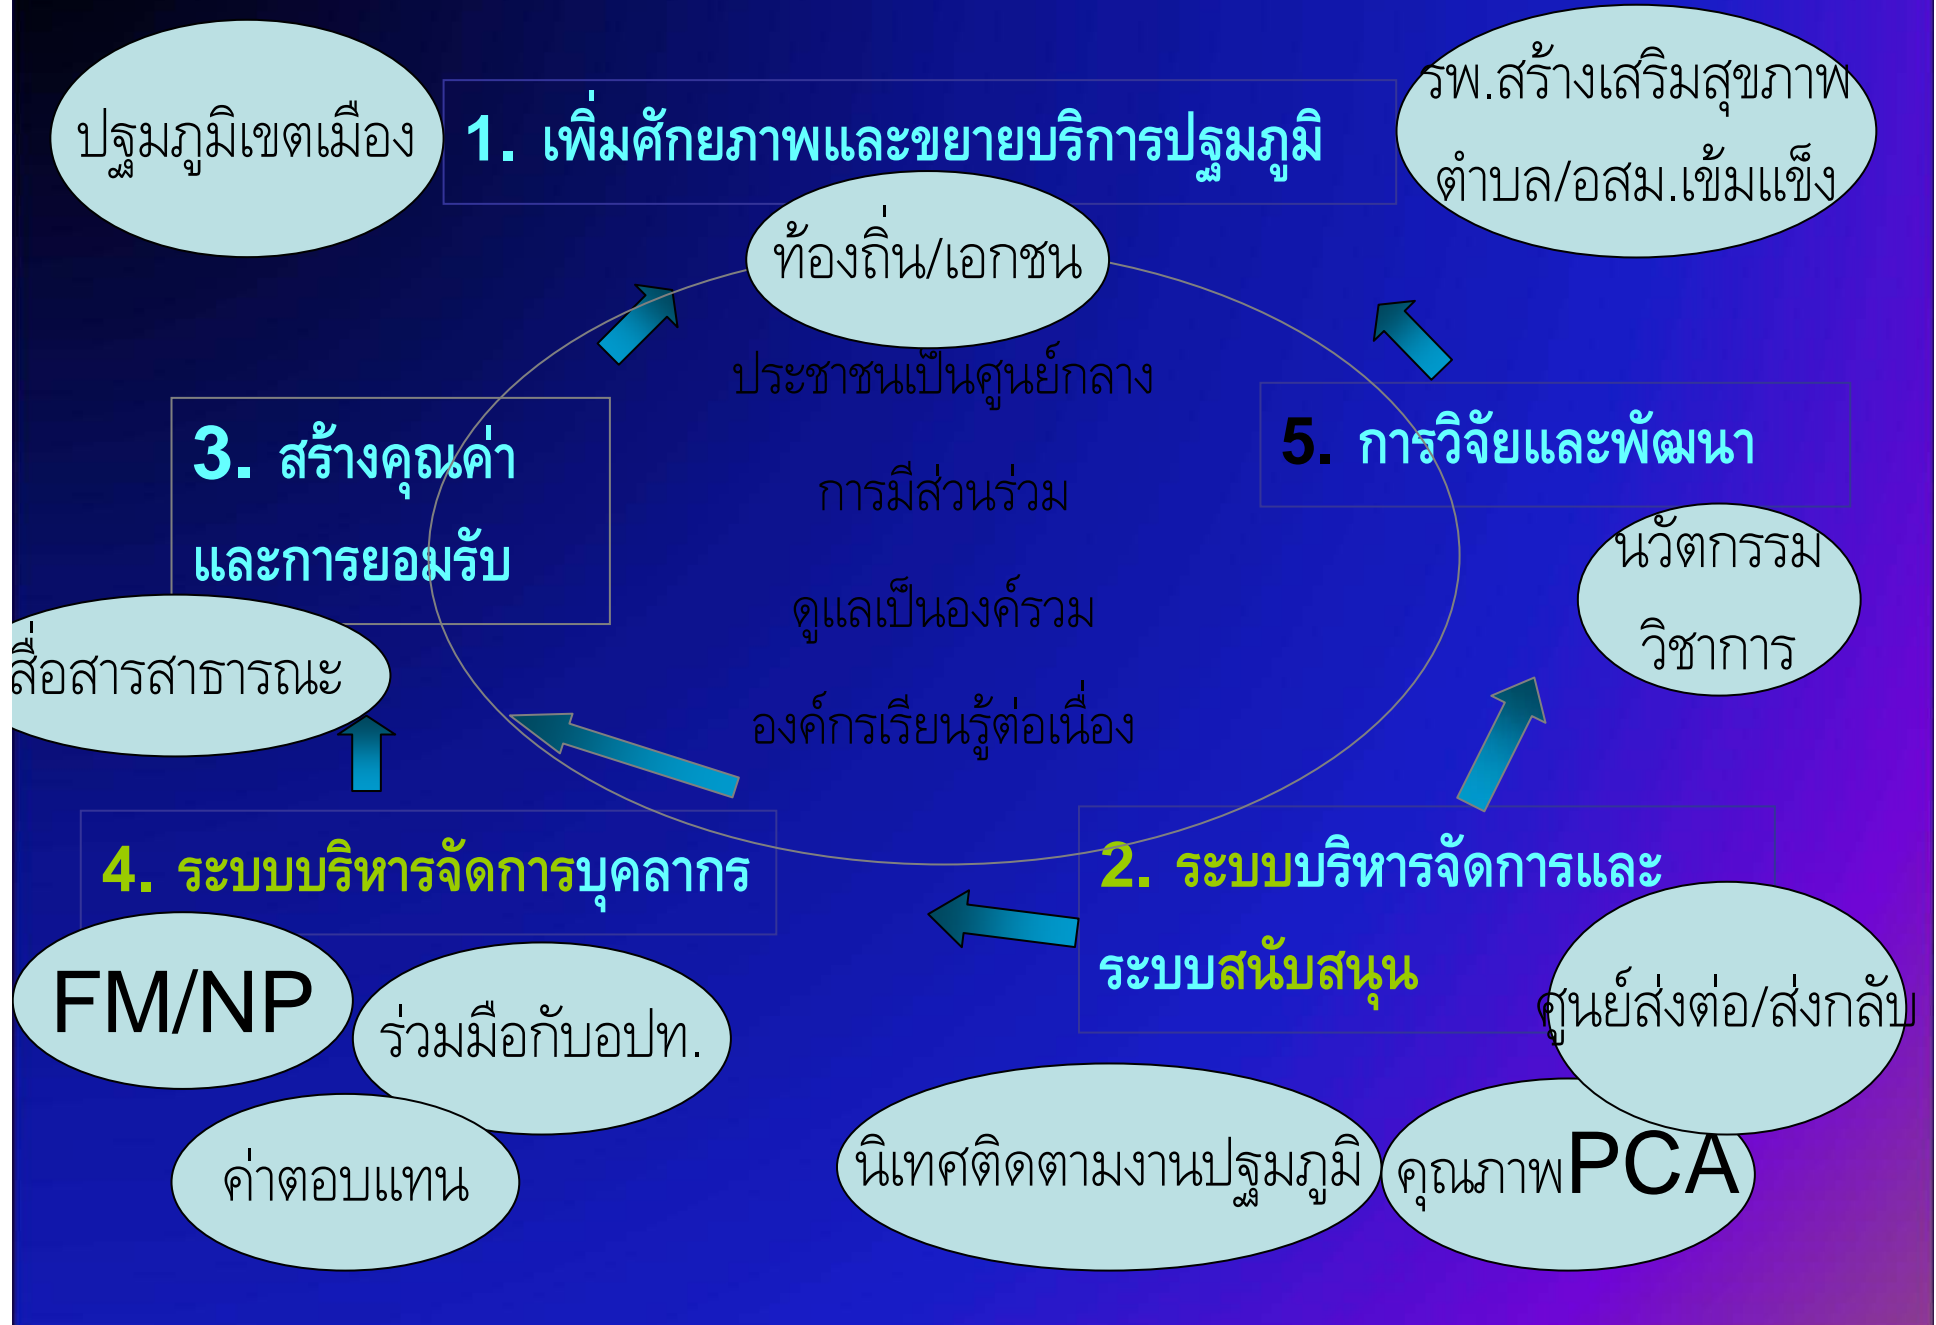 ปฐมภูมิเขตเมือง
1. เพิ่มศักยภาพและขยายบริการปฐมภูมิ
รพ.สร้างเสริมสุขภาพ
ตำบล/อสม.เข้มแข็ง
ท้องถิ่น/เอกชน
ประชาชนเป็นศูนย์กลาง
การมีส่วนร่วม
ดูแลเป็นองค์รวม
องค์กรเรียนรู้ต่อเนื่อง
3. สร้างคุณค่า
และการยอมรับ
สื่อสารสาธารณะ
5. การวิจัยและพัฒนา
นวัตกรรม
วิชาการ
4. ระบบบริหารจัดการบุคลากร
FM/NP
ร่วมมือกับอปท.
ค่าตอบแทน
2. ระบบบริหารจัดการและ
ระบบสนับสนุน
ศูนย์ส่งต่อ/ส่งกลับ
นิเทศติดตามงานปฐมภูมิ
คุณภาพPCA